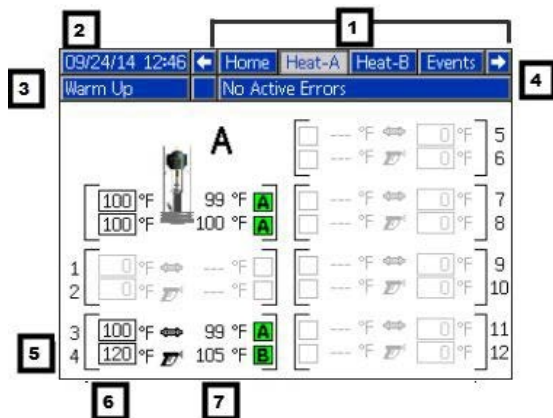 1
2
09/24/14 12:46 Home Heat-A Heat-B Events
3 Warm Up No Active Errors 4
A
100 °F 99 °F A
100 °F 100 °F A
1 0 °F --- °F
2 0 °F --- °F
3 100 °F 99 °F A
4 120 °F 105 °F B
--- °F 0 °F 5
--- °F 0 °F 6
--- °F 0 °F 7
--- °F 0 °F 8
--- °F 0 °F 9
--- °F 0 °F 10
--- °F 0 °F 11
--- °F 0 °F 12
5
6 7